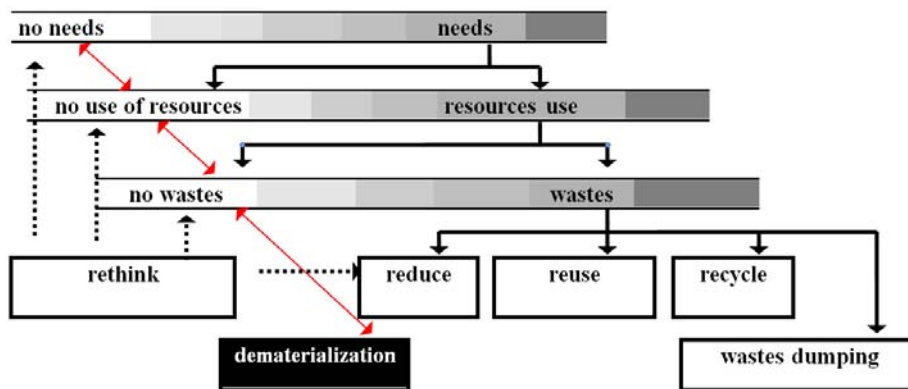 no needs needs
no use of resources resources use
no wastes wastes
rethink reduce reuse recycle
dematerialization wastes dumping